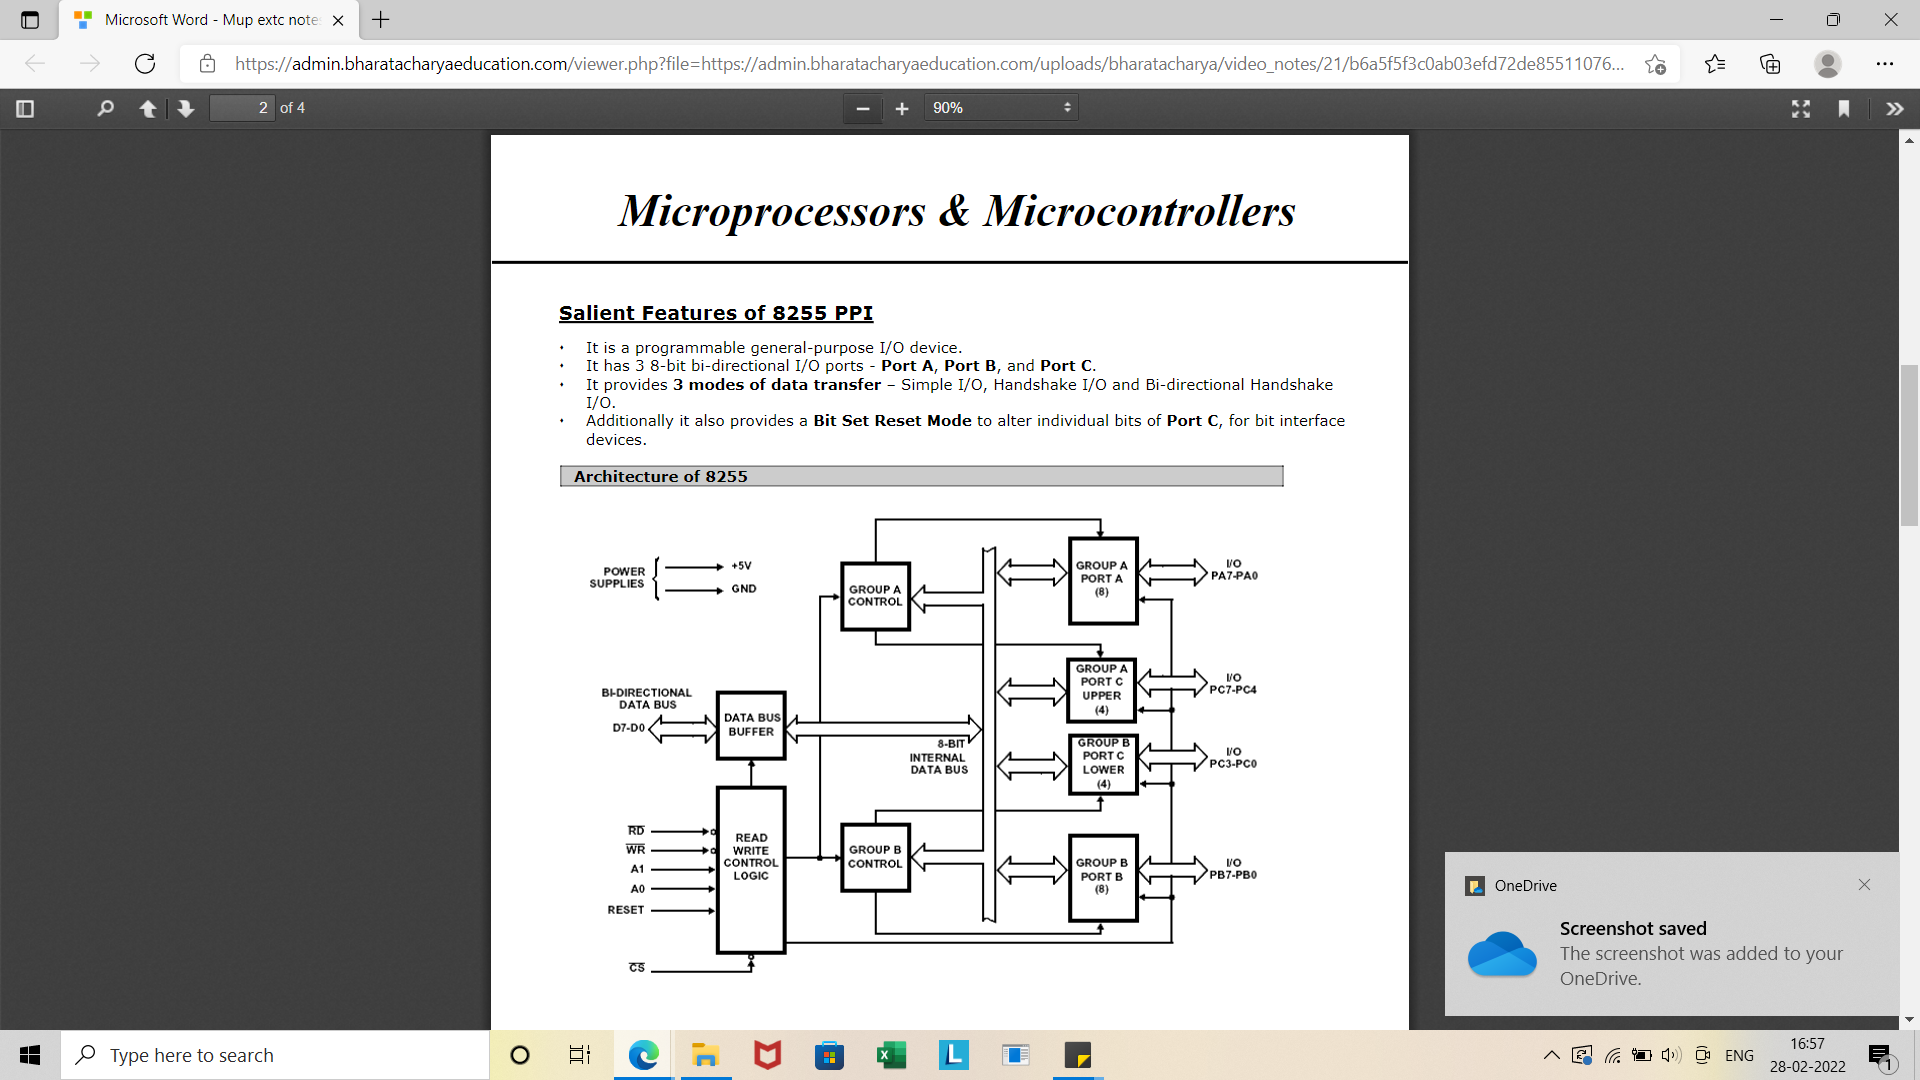 Microsoft Word - Mup extc note
https://admin.bharatacharyaeducation.com/viewer.php?file=https://admin.bharatacharyaeducation.com/uploads/bharatacharya/video_notes/21/b6a5f5f3c0ab03efd72de85511076...
2 of 4
90%
Microprocessors & Microcontrollers
Salient Features of 8255 PPI
· It is a programmable general-purpose I/O device.
· It has 3 8-bit bi-directional I/O ports - Port A, Port B, and Port C.
· It provides 3 modes of data transfer – Simple I/O, Handshake I/O and Bi-directional Handshake
I/O.
· Additionally it also provides a Bit Set Reset Mode to alter individual bits of Port C, for bit interface
devices.
Architecture of 8255
POWER
SUPPLIES
+5V
GND
GROUP A
CONTROL
GROUP A
PORT A
(8)
I/O
PA7-PA0
GROUP A
PORT C
UPPER
(4)
I/O
PC7-PC4
BI-DIRECTIONAL
DATA BUS
D7-D0
DATA BUS
BUFFER
8-BIT
INTERNAL
DATA BUS
GROUP B
PORT C
LOWER
(4)
I/O
PC3-PC0
RD
WR
A1
A0
RESET
CS
READ
WRITE
CONTROL
LOGIC
GROUP B
CONTROL
GROUP B
PORT B
(8)
I/O
PB7-PB0
OneDrive
Screenshot saved
The screenshot was added to your
OneDrive.
Type here to search
L
ENG
16:57
28-02-2022
1